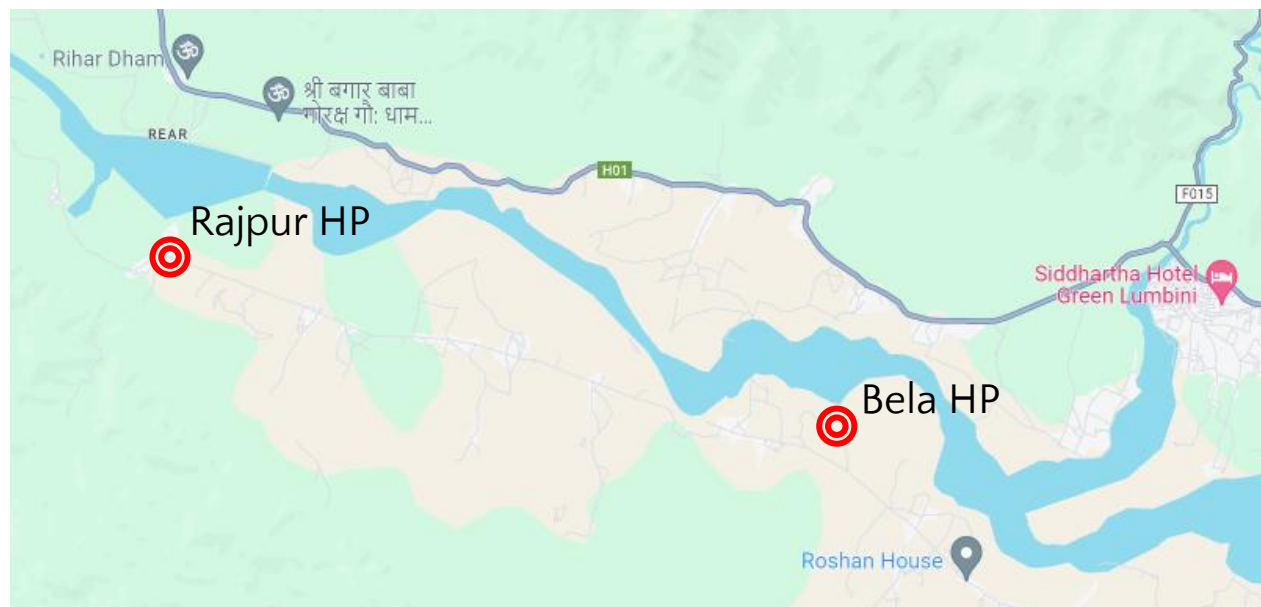 Rihar Dham
श्री बगार बाबा
गोरक्ष गौ: धाम...
REAR
H01
F015
Rajpur HP
Siddhartha Hotel
Green Lumbini
Bela HP
Roshan House